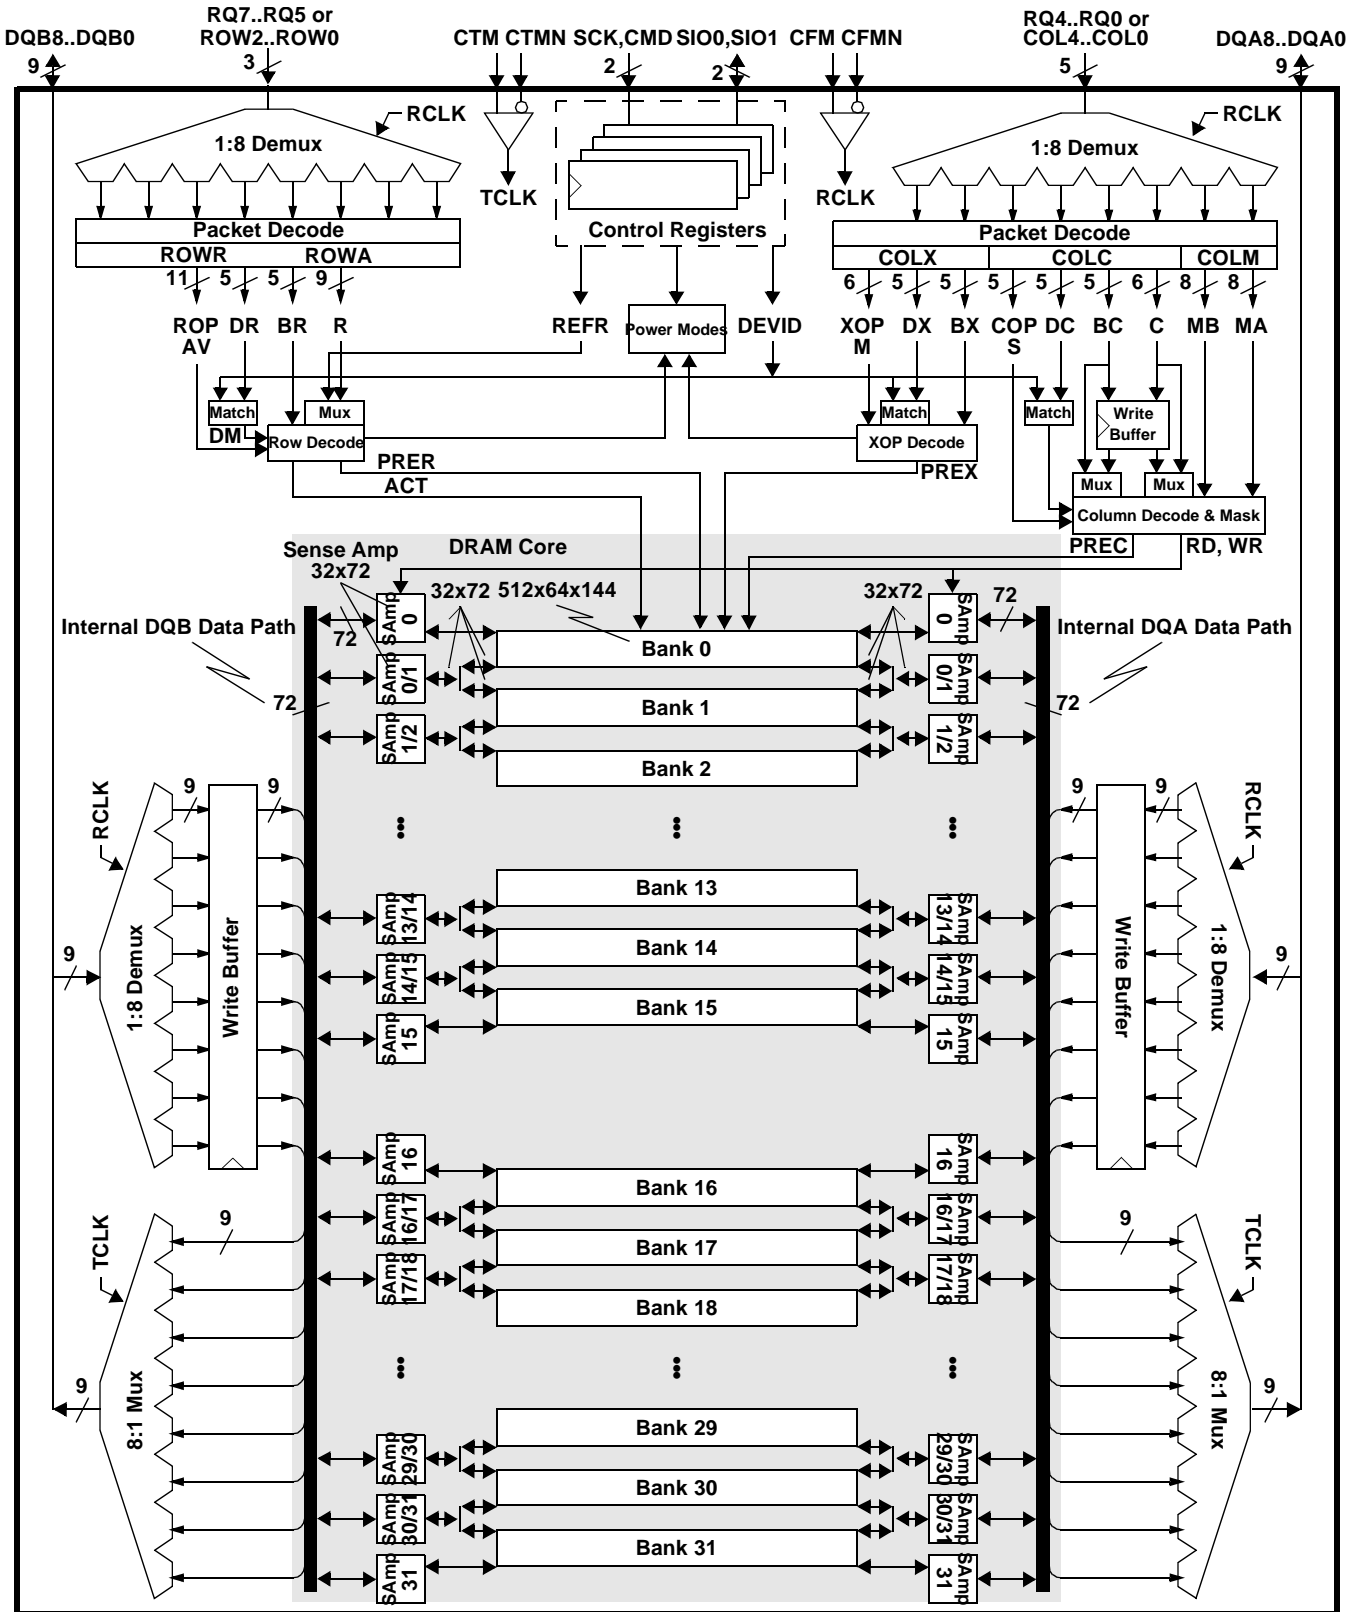 RQ7..RQ5 or
RQ4..RQ0 or
DQB8..DQB0
ROW2..ROW0
CTM CTMN SCK,CMD SIO0,SIO1 CFM CFMN
COL4..COL0
DQA8..DQA0
9
3
2
2
5
9
RCLK
RCLK
1:8 Demux
1:8 Demux
TCLK
RCLK
Packet Decode
Control Registers
Packet Decode
ROWR
ROWA
COLX
COLC
COLM
11
5
5
9
6
5
5
5
5
5
6
8
8
ROP
DR
BR
R
REFR
Power Modes
DEVID
XOP
DX
BX
COP
DC
BC
C
MB
MA
AV
M
S
Match
Mux
Match
Match
Write
Buffer
DM
Row Decode
XOP Decode
PRER
PREX
Mux
Mux
ACT
Column Decode & Mask
PREC
RD, WR
Sense Amp
DRAM Core
32x72
32x72
512x64x144
32x72
SAmp
0
SAmp
0
72
72
Internal DQB Data Path
Internal DQA Data Path
Bank 0
SAmp
0/1
SAmp
0/1
72
72
Bank 1
SAmp
1/2
SAmp
1/2
Bank 2
9
9
9
9
RCLK
RCLK
•••
•••
•••
Bank 13
SAmp
13/14
SAmp
13/14
Bank 14
9
1:8 Demux
Write Buffer
Write Buffer
1:8 Demux
9
SAmp
14/15
SAmp
14/15
Bank 15
SAmp
15
SAmp
15
SAmp
16
SAmp
16
Bank 16
SAmp
16/17
SAmp
16/17
9
9
TCLK
TCLK
Bank 17
SAmp
17/18
SAmp
17/18
Bank 18
•••
•••
•••
9
8:1 Mux
8:1 Mux
9
Bank 29
SAmp
29/30
SAmp
29/30
Bank 30
SAmp
30/31
SAmp
30/31
Bank 31
SAmp
31
SAmp
31